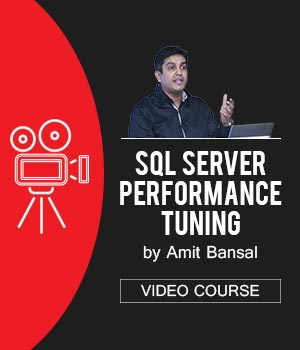 SQL SERVER
PERFORMANCE
TUNING
by Amit Bansal
VIDEO COURSE